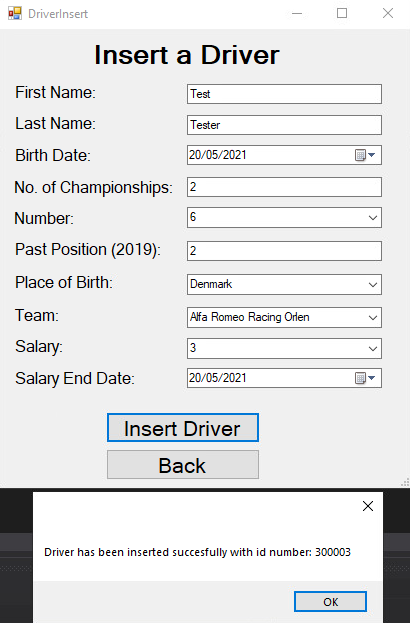 DriverInsert
Insert a Driver
First Name: Test
Last Name: Tester
Birth Date: 20/05/2021
No. of Championships: 2
Number: 6
Past Position (2019): 2
Place of Birth: Denmark
Team: Alfa Romeo Racing Orlen
Salary: 3
Salary End Date: 20/05/2021
Insert Driver
Back
Driver has been inserted succesfully with id number: 300003
OK